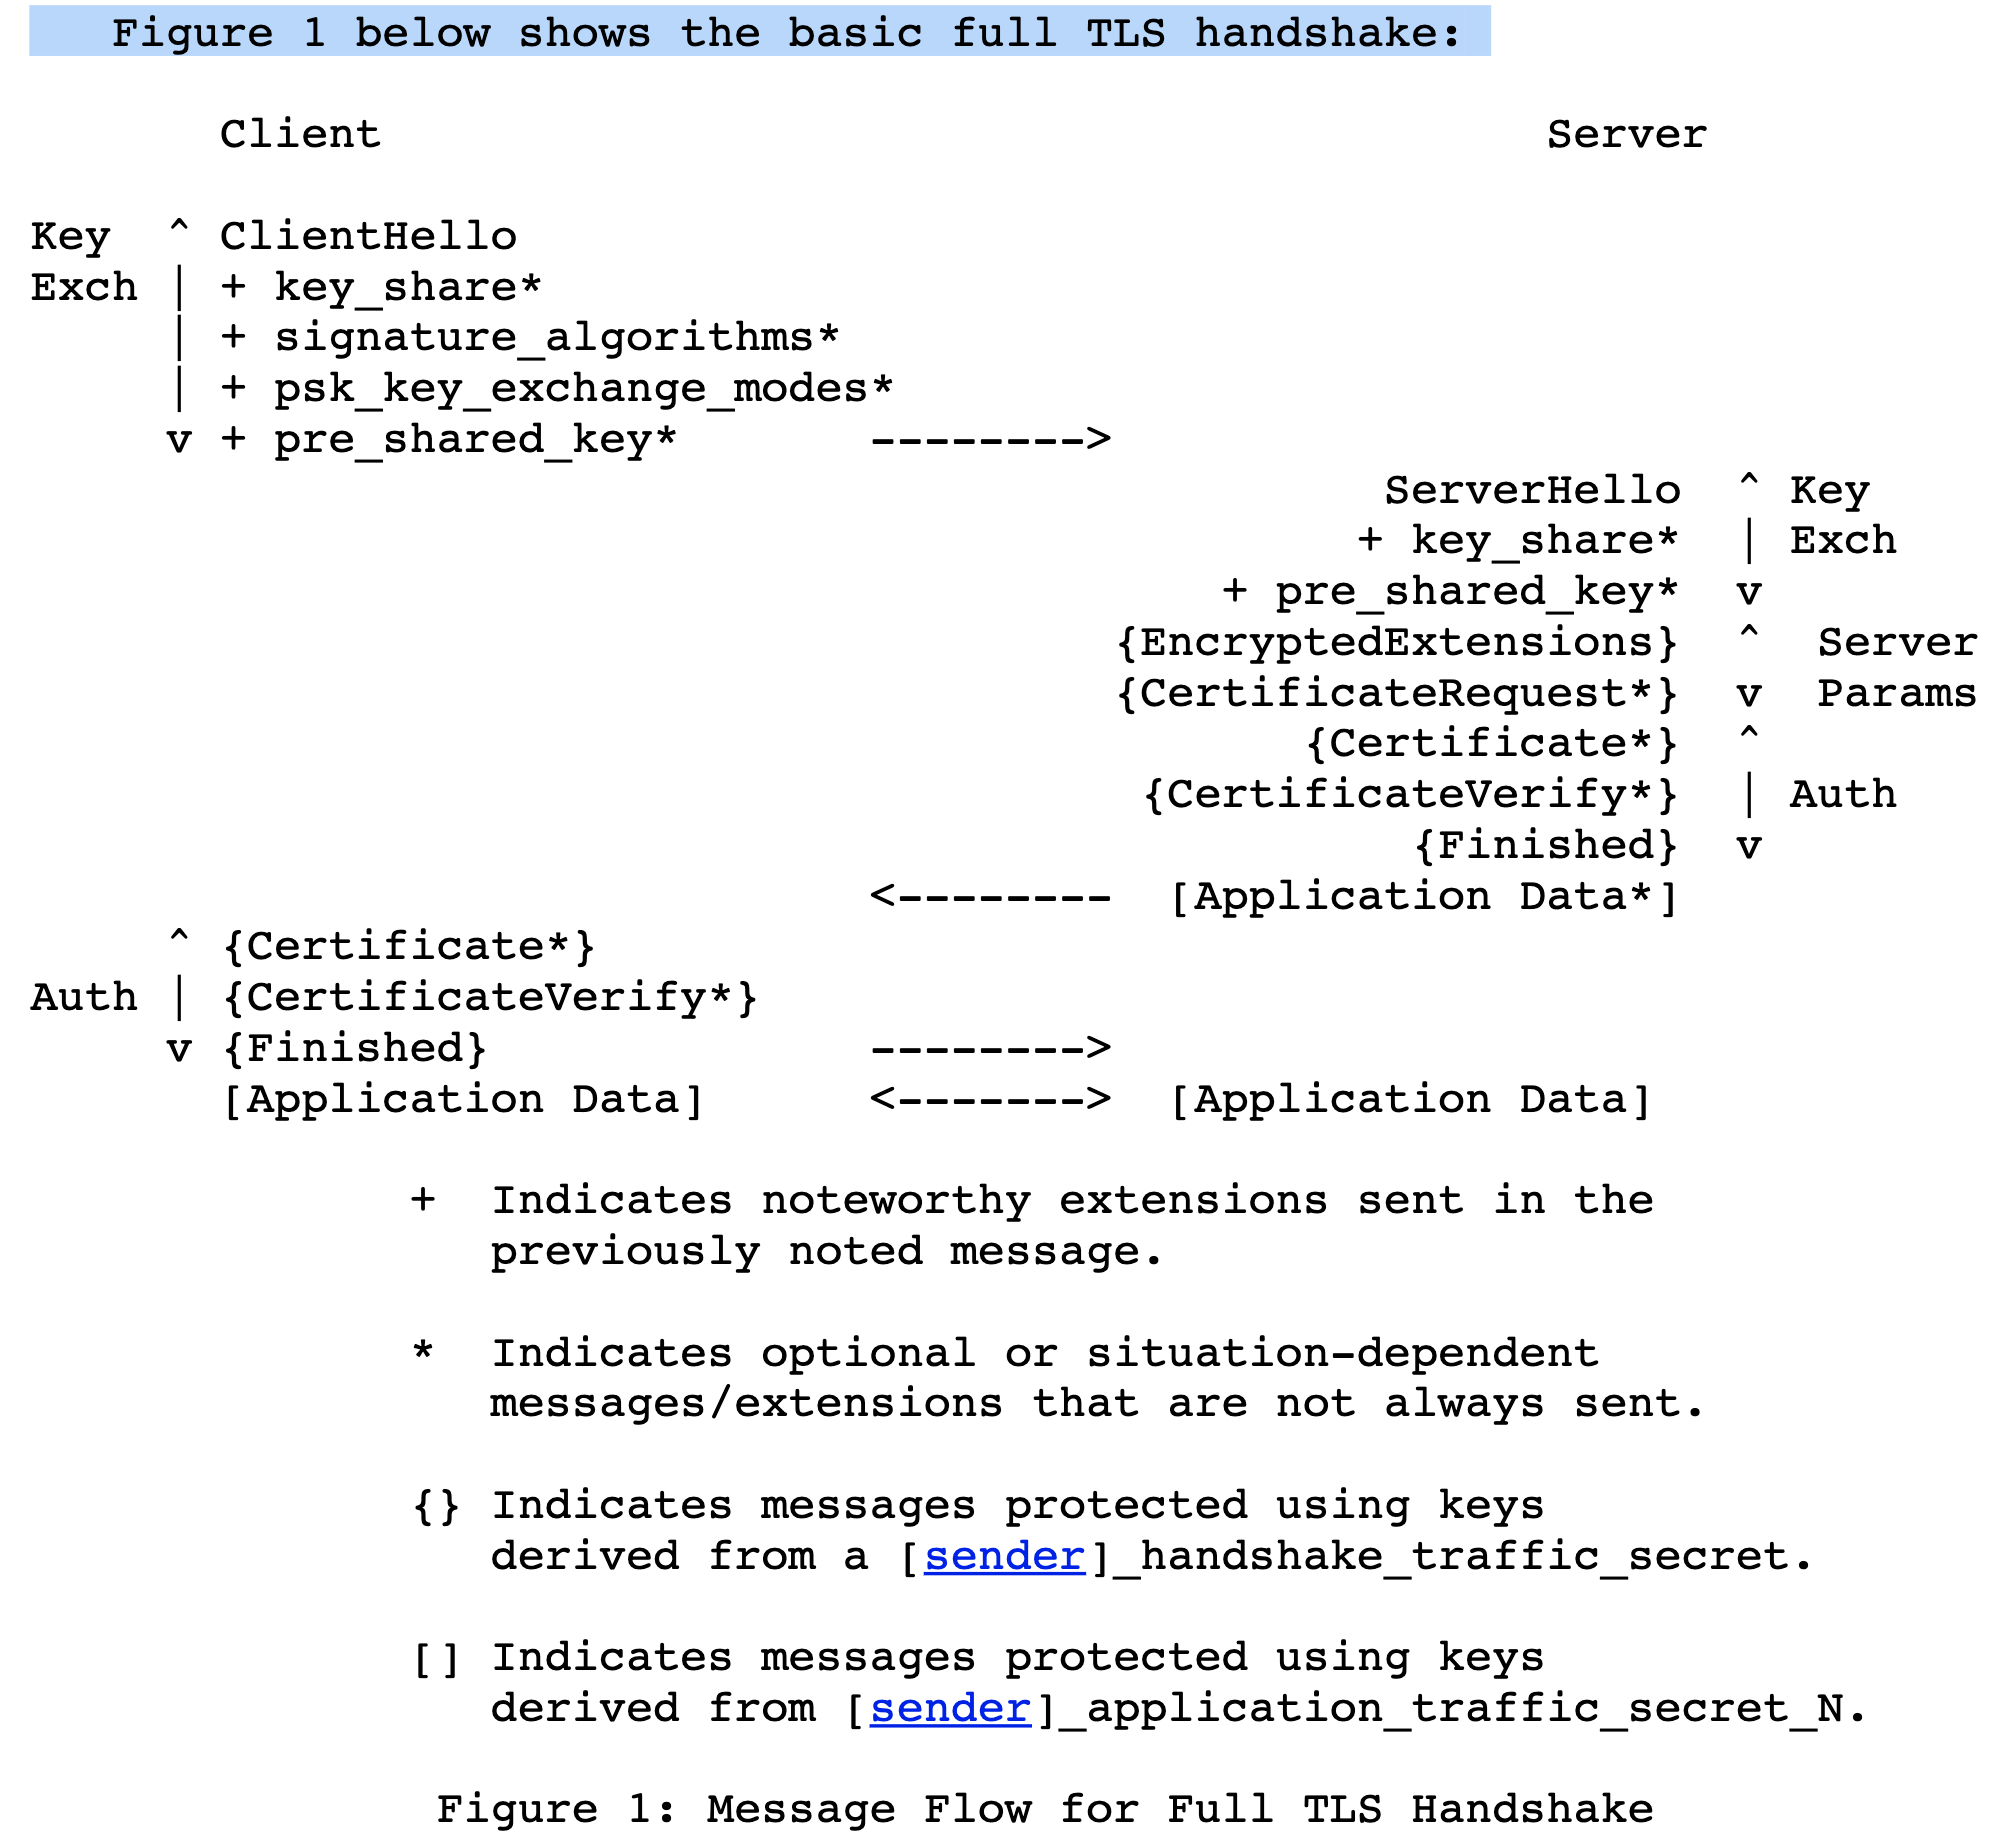 Figure 1 below shows the basic full TLS handshake:
Client Server
Key ^ ClientHello
Exch | + key_share*
| + signature_algorithms*
| + psk_key_exchange_modes*
v + pre_shared_key* -------->
ServerHello ^ Key
+ key_share* | Exch
+ pre_shared_key* v
{EncryptedExtensions} ^ Server
{CertificateRequest*} v Params
{Certificate*} ^
{CertificateVerify*} | Auth
{Finished} v
<-------- [Application Data*]
^ {Certificate*}
Auth | {CertificateVerify*}
v {Finished} -------->
[Application Data] <-------> [Application Data]
+ Indicates noteworthy extensions sent in the
previously noted message.
* Indicates optional or situation-dependent
messages/extensions that are not always sent.
{} Indicates messages protected using keys
derived from a [sender]_handshake_traffic_secret.
[] Indicates messages protected using keys
derived from [sender]_application_traffic_secret_N.
Figure 1: Message Flow for Full TLS Handshake